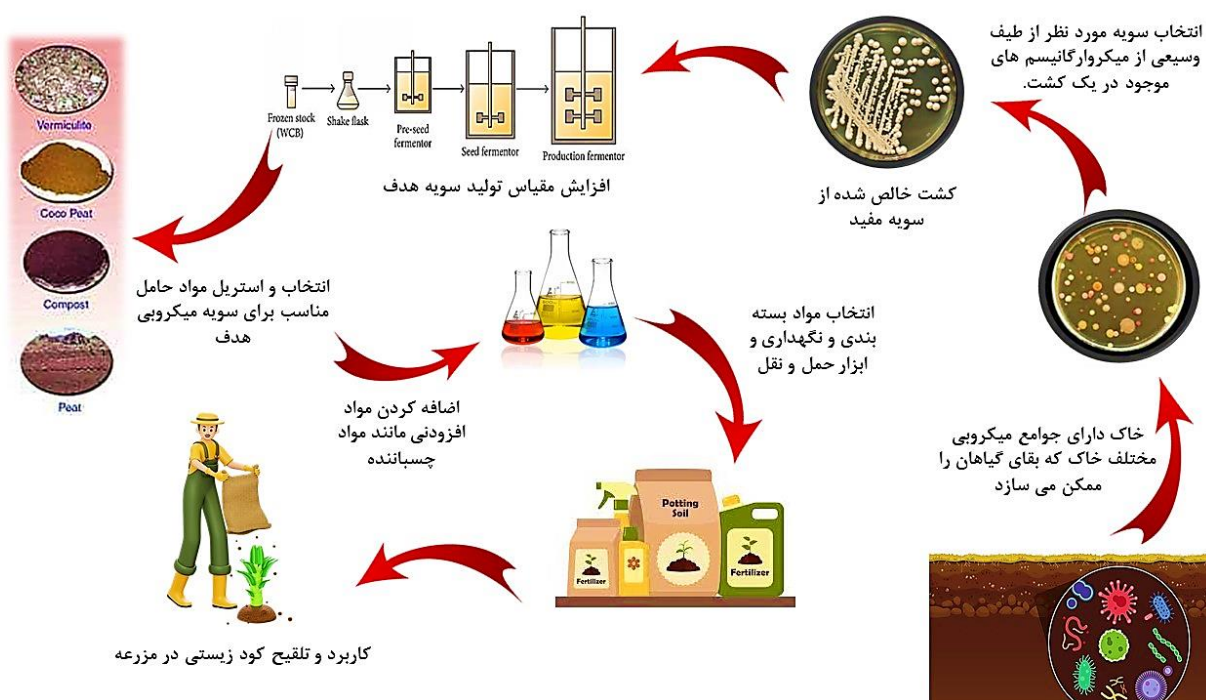 انتخاب سویه مورد نظر از طیف
وسیعی از میکروارگانیسم های
موجود در یک کشت.
کشت خالص شده از
سویه مفید
Frozen stock
(WCB)
Shake flask
Pre-seed
fermentor
Seed fermentor
Production fermentor
افزایش مقیاس تولید سویه هدف
Vermiculite
Coco Peat
Compost
Peat
انتخاب و استریل مواد حامل
مناسب برای سویه میکروبی
هدف
اضافه کردن مواد
افزودنی مانند مواد
چسباننده
انتخاب مواد بسته
بندی و نگهداری و
ابزار حمل و نقل
خاک دارای جوامع میکروبی
مختلف خاک که بقای گیاهان را
ممکن می سازد
Potting
Soil
Fertilizer
Fertilizer
کاربرد و تلقیح کود زیستی در مزرعه